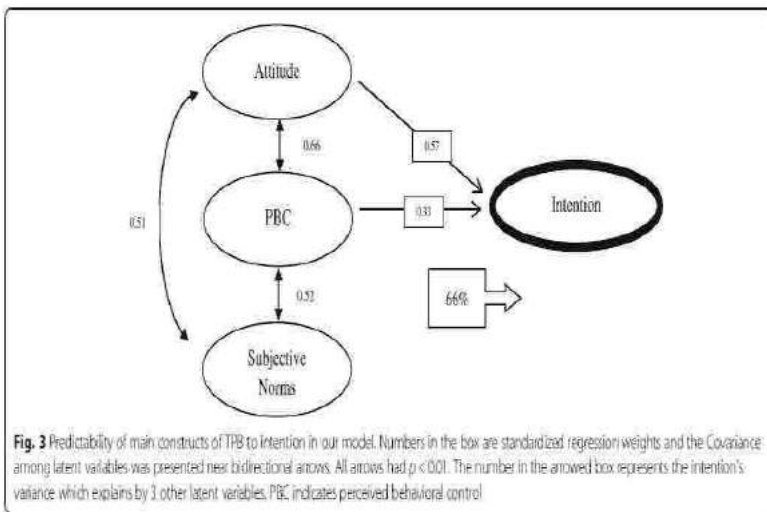 Attitude
0.66
0.57
PBC
0.33
Intention
0.51
0.52
66%
Subjective
Norms
Fig. 3 Predictability of main constructs of TPB to intention in our model. Numbers in the box are standardized regression weights and the Covariance
among latent variables was presented near bidirectional arrows. All arrows had p < 0.01. The number in the arrowed box represents the intention's
variance which explains by 3 other latent variables. PBC indicates perceived behavioral control